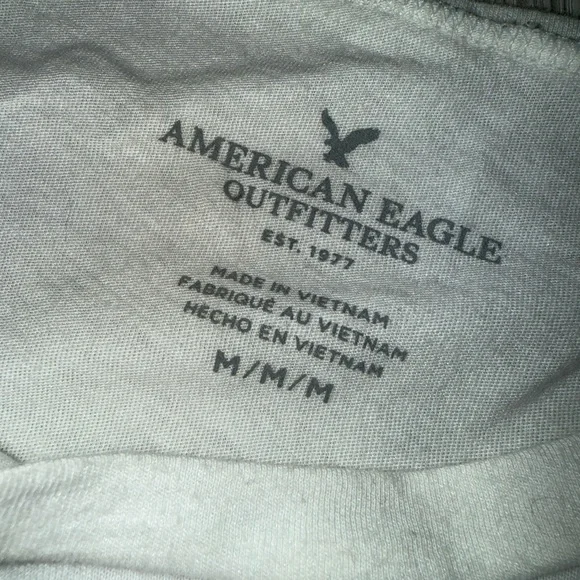 AMERICAN EAGLE
OUTFITTERS
EST. 1977
MADE IN VIETNAM
FABRIQUÉ AU VIETNAM
HECHO EN VIETNAM
M/M/M